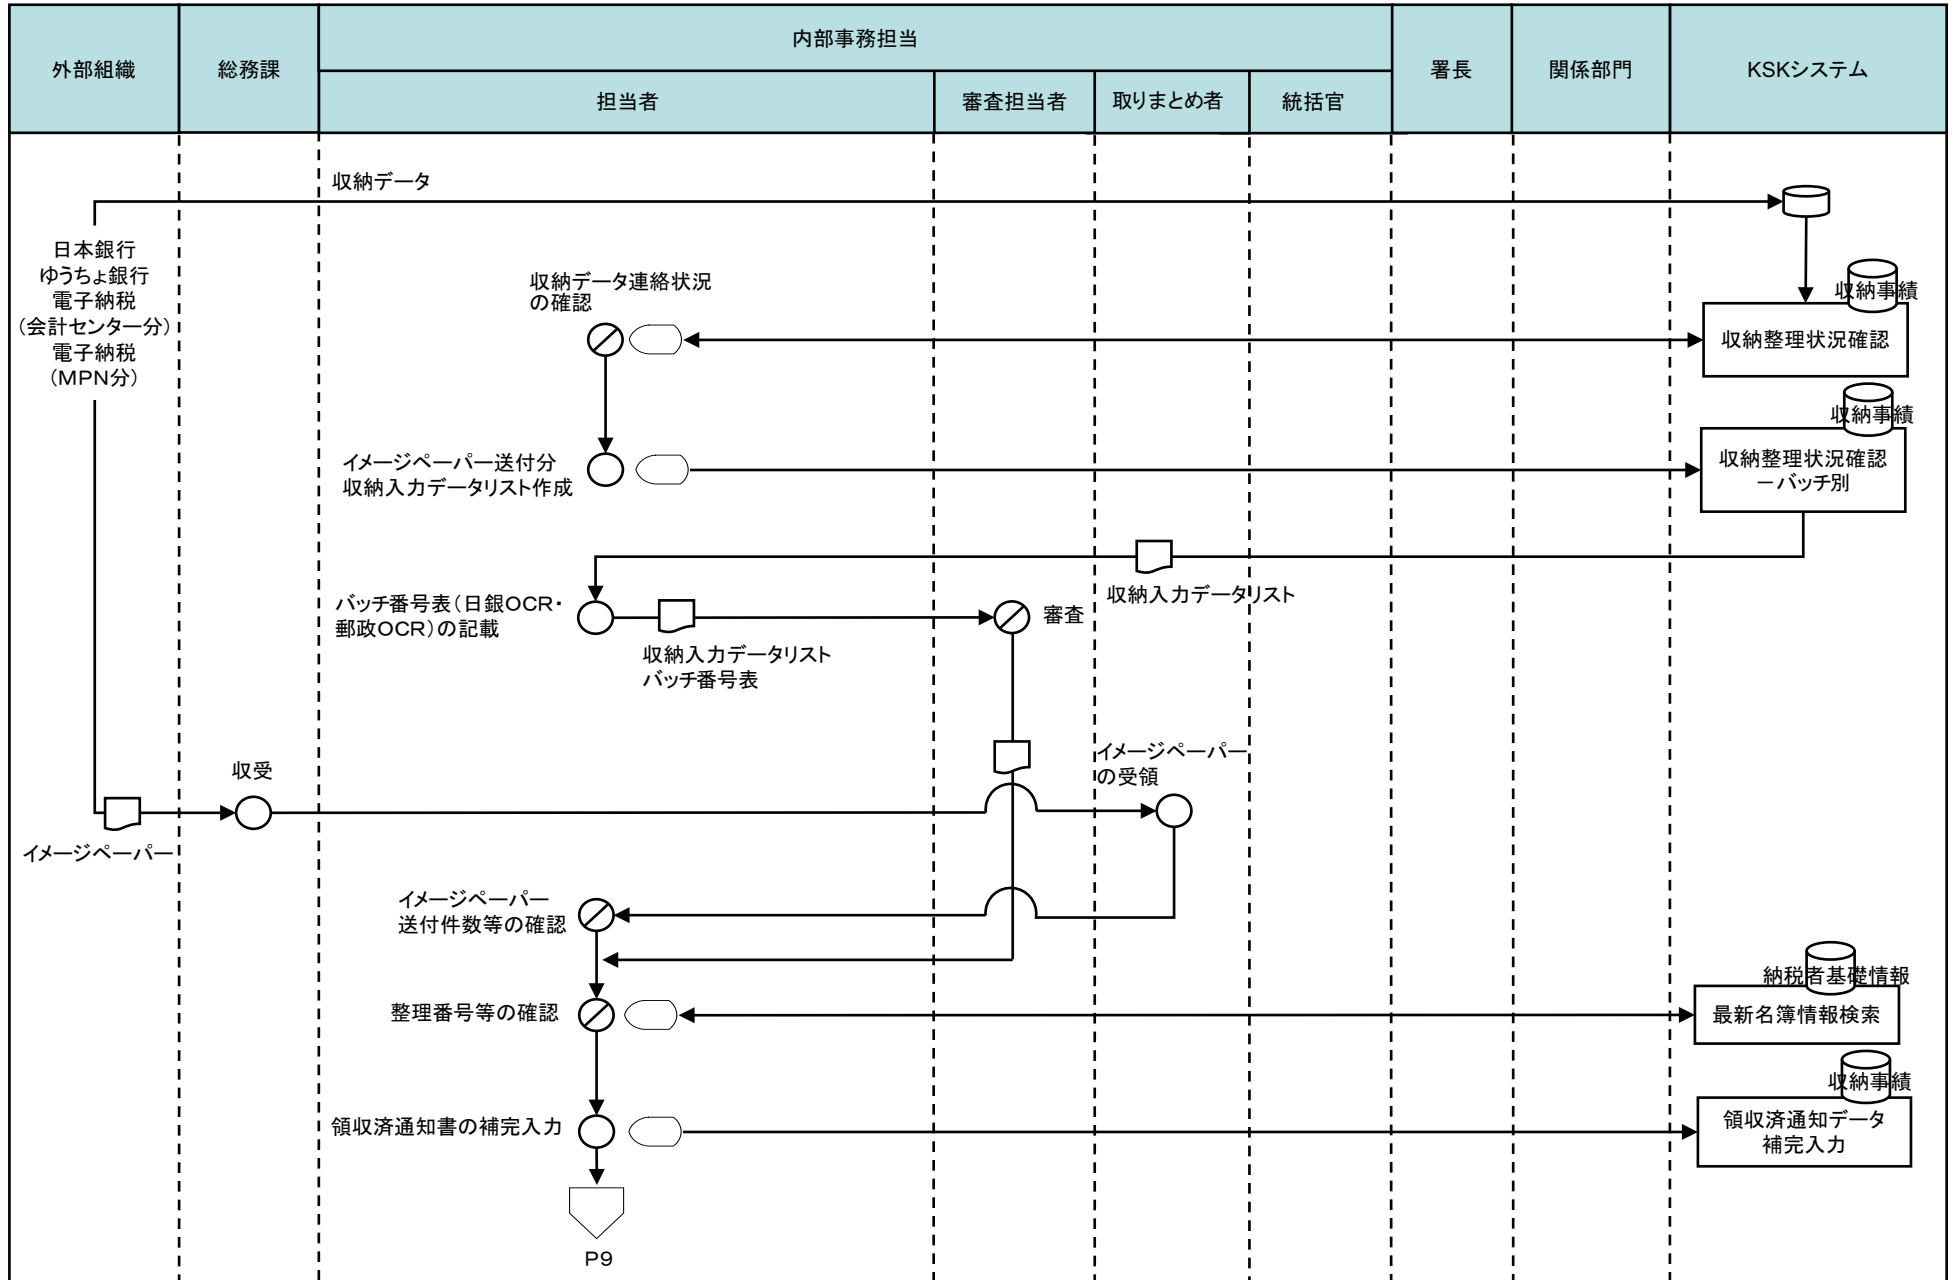 外部組織
総務課
内部事務担当
担当者
審査担当者
取りまとめ者
統括官
署長
関係部門
KSKシステム
収納データ
日本銀行
ゆうちょ銀行
電子納税
（会計センター分）
電子納税
（MPN分）
収納データ連絡状況
の確認
収納事績
収納整理状況確認
収納事績
イメージペーパー送付分
収納入力データリスト作成
収納整理状況確認
－バッチ別
収納入力データリスト
バッチ番号表（日銀OCR・
郵政OCR）の記載
審査
収納入力データリスト
バッチ番号表
収受
イメージペーパー
の受領
イメージペーパー
イメージペーパー
送付件数等の確認
納税者基礎情報
整理番号等の確認
最新名簿情報検索
収納事績
領収済通知書の補完入力
領収済通知データ
補完入力
P9